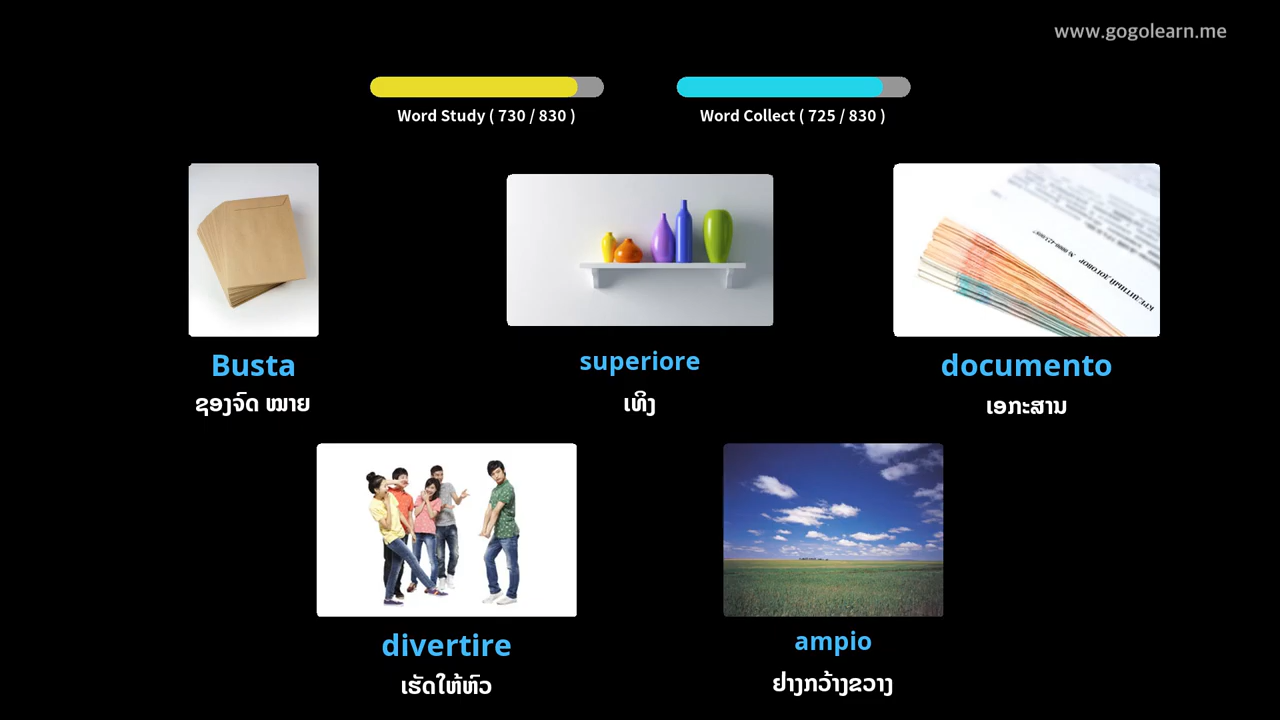 www.gogolearn.me
Word Study ( 730 / 830 )
Word Collect ( 725 / 830 )
Busta
ຊອງຈົດ ໝາຍ
superiore
ເທິງ
documento
ເອກະສານ
divertire
ເຮັດໃຫ້ຫົວ
ampio
ຢ່າງກວ້າງຂວາງ